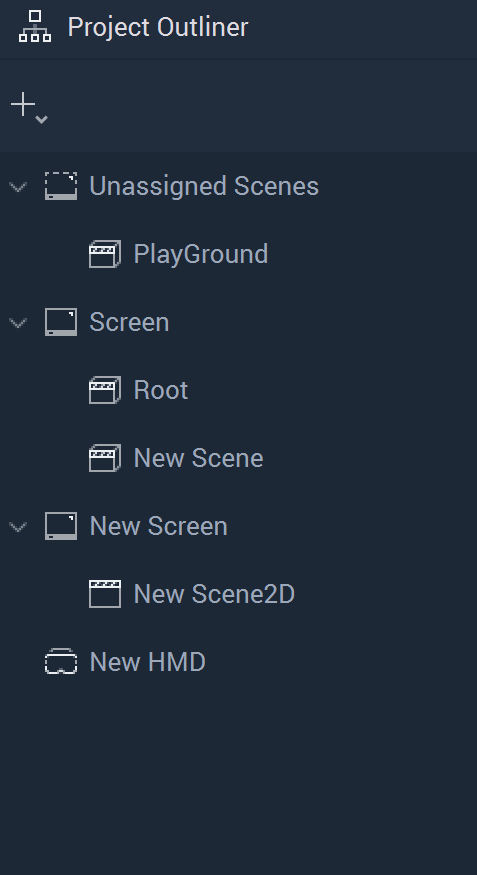 Project Outliner
Unassigned Scenes
PlayGround
Screen
Root
New Scene
New Screen
New Scene2D
New HMD